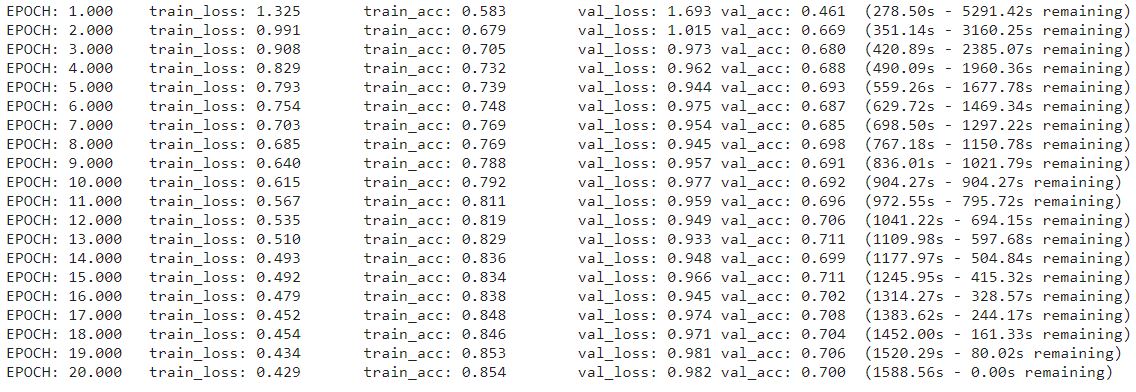 EPOCH: 1.000 train_loss: 1.325 train_acc: 0.583 val_loss: 1.693 val_acc: 0.461 (278.50s - 5291.42s remaining)
EPOCH: 2.000 train_loss: 0.991 train_acc: 0.679 val_loss: 1.015 val_acc: 0.669 (351.14s - 3160.25s remaining)
EPOCH: 3.000 train_loss: 0.908 train_acc: 0.705 val_loss: 0.973 val_acc: 0.680 (420.89s - 2385.07s remaining)
EPOCH: 4.000 train_loss: 0.829 train_acc: 0.732 val_loss: 0.962 val_acc: 0.688 (490.09s - 1960.36s remaining)
EPOCH: 5.000 train_loss: 0.793 train_acc: 0.739 val_loss: 0.944 val_acc: 0.693 (559.26s - 1677.78s remaining)
EPOCH: 6.000 train_loss: 0.754 train_acc: 0.748 val_loss: 0.975 val_acc: 0.687 (629.72s - 1469.34s remaining)
EPOCH: 7.000 train_loss: 0.703 train_acc: 0.769 val_loss: 0.954 val_acc: 0.685 (698.50s - 1297.22s remaining)
EPOCH: 8.000 train_loss: 0.685 train_acc: 0.769 val_loss: 0.945 val_acc: 0.698 (767.18s - 1150.78s remaining)
EPOCH: 9.000 train_loss: 0.640 train_acc: 0.788 val_loss: 0.957 val_acc: 0.691 (836.01s - 1021.79s remaining)
EPOCH: 10.000 train_loss: 0.615 train_acc: 0.792 val_loss: 0.977 val_acc: 0.692 (904.27s - 904.27s remaining)
EPOCH: 11.000 train_loss: 0.567 train_acc: 0.811 val_loss: 0.959 val_acc: 0.696 (972.55s - 795.72s remaining)
EPOCH: 12.000 train_loss: 0.535 train_acc: 0.819 val_loss: 0.949 val_acc: 0.706 (1041.22s - 694.15s remaining)
EPOCH: 13.000 train_loss: 0.510 train_acc: 0.829 val_loss: 0.933 val_acc: 0.711 (1109.98s - 597.68s remaining)
EPOCH: 14.000 train_loss: 0.493 train_acc: 0.836 val_loss: 0.948 val_acc: 0.699 (1177.97s - 504.84s remaining)
EPOCH: 15.000 train_loss: 0.492 train_acc: 0.834 val_loss: 0.966 val_acc: 0.711 (1245.95s - 415.32s remaining)
EPOCH: 16.000 train_loss: 0.479 train_acc: 0.838 val_loss: 0.945 val_acc: 0.702 (1314.27s - 328.57s remaining)
EPOCH: 17.000 train_loss: 0.452 train_acc: 0.848 val_loss: 0.974 val_acc: 0.708 (1383.62s - 244.17s remaining)
EPOCH: 18.000 train_loss: 0.454 train_acc: 0.846 val_loss: 0.971 val_acc: 0.704 (1452.00s - 161.33s remaining)
EPOCH: 19.000 train_loss: 0.434 train_acc: 0.853 val_loss: 0.981 val_acc: 0.706 (1520.29s - 80.02s remaining)
EPOCH: 20.000 train_loss: 0.429 train_acc: 0.854 val_loss: 0.982 val_acc: 0.700 (1588.56s - 0.00s remaining)